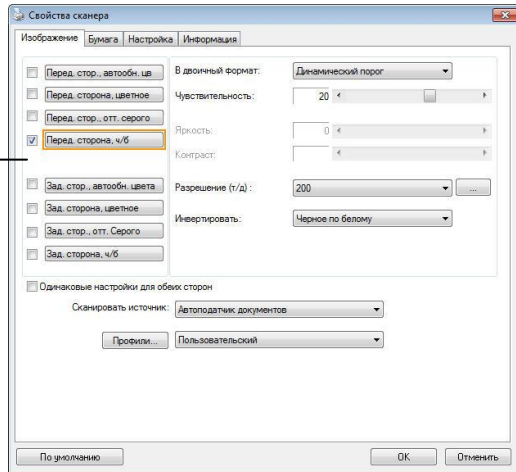 Свойства сканера
Изображение Бумага Настройка Информация
Перед. стор., автообн. цв
В двоичный формат: Динамический порог
Перед. сторона, цветное
Чувствительность: 20
Перед. стор., отт. серого
Яркость: 0
Перед. сторона, ч/б
Контраст:
Зад. стор., автообн. цвета
Разрешение (т/д) : 200 ...
Зад. сторона, цветное
Инвертировать: Черное по белому
Зад. стор., отт. Серого
Зад. сторона, ч/б
Одинаковые настройки для обеих сторон
Сканировать источник: Автоподатчик документов
Профили... Пользовательский
По умолчанию OK Отменить